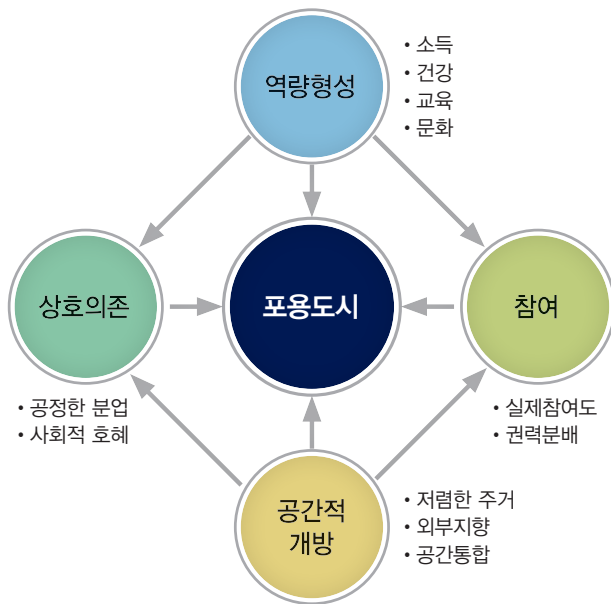 역량형성
• 소득
• 건강
• 교육
• 문화
상호의존
포용도시
참여
• 공정한 분업
• 사회적 호혜
• 실제참여도
• 권력분배
공간적
개방
• 저렴한 주거
• 외부지향
• 공간통합